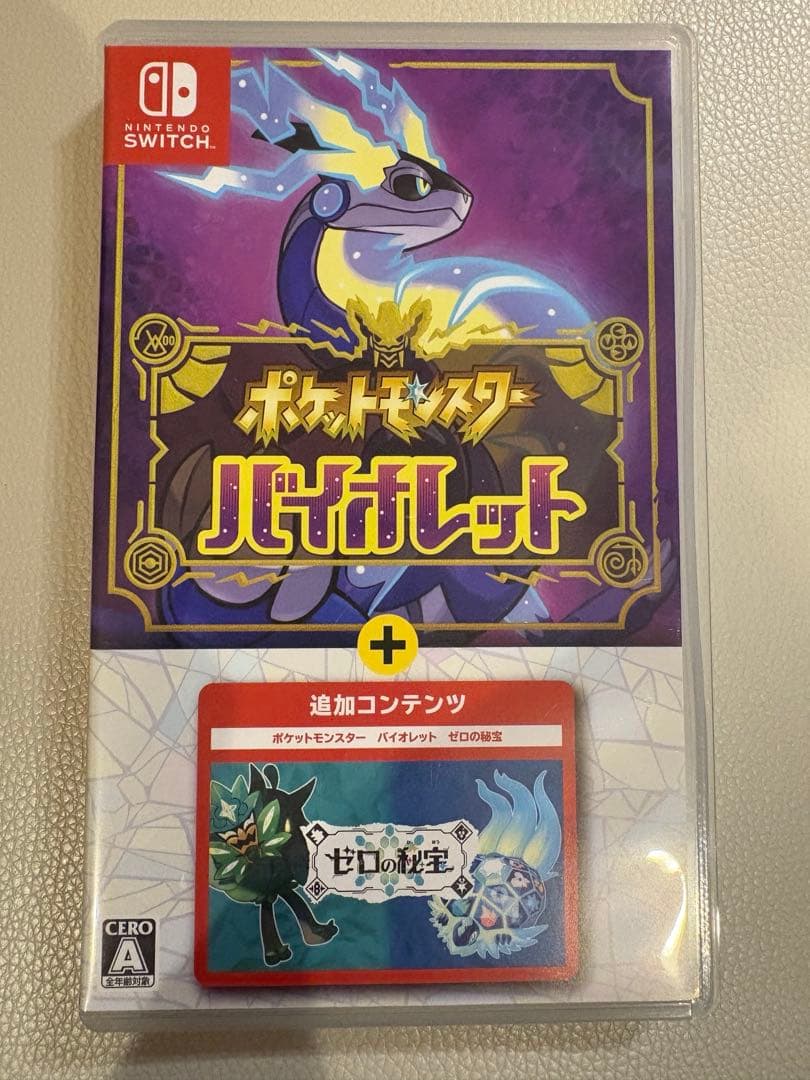 NINTENDO
SWITCH™
ポケットモンスター
バイオレット
+
追加コンテンツ
ポケットモンスター バイオレット ゼロの秘宝
ゼロの秘宝
CERO
A
全年齢対象